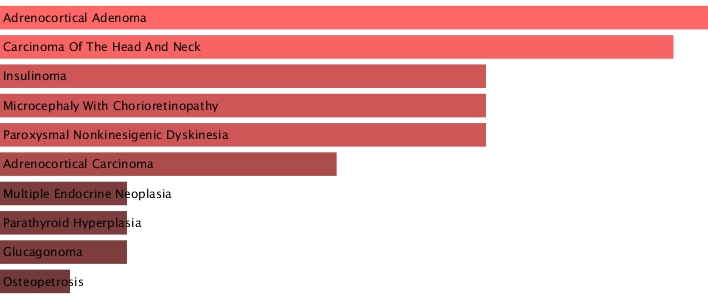 Adrenocortical Adenoma
Carcinoma Of The Head And Neck
Insulinoma
Microcephaly With Chorioretinopathy
Paroxysmal Nonkinesigenic Dyskinesia
Adrenocortical Carcinoma
Multiple Endocrine Neoplasia
Parathyroid Hyperplasia
Glucagonoma
Osteopetrosis